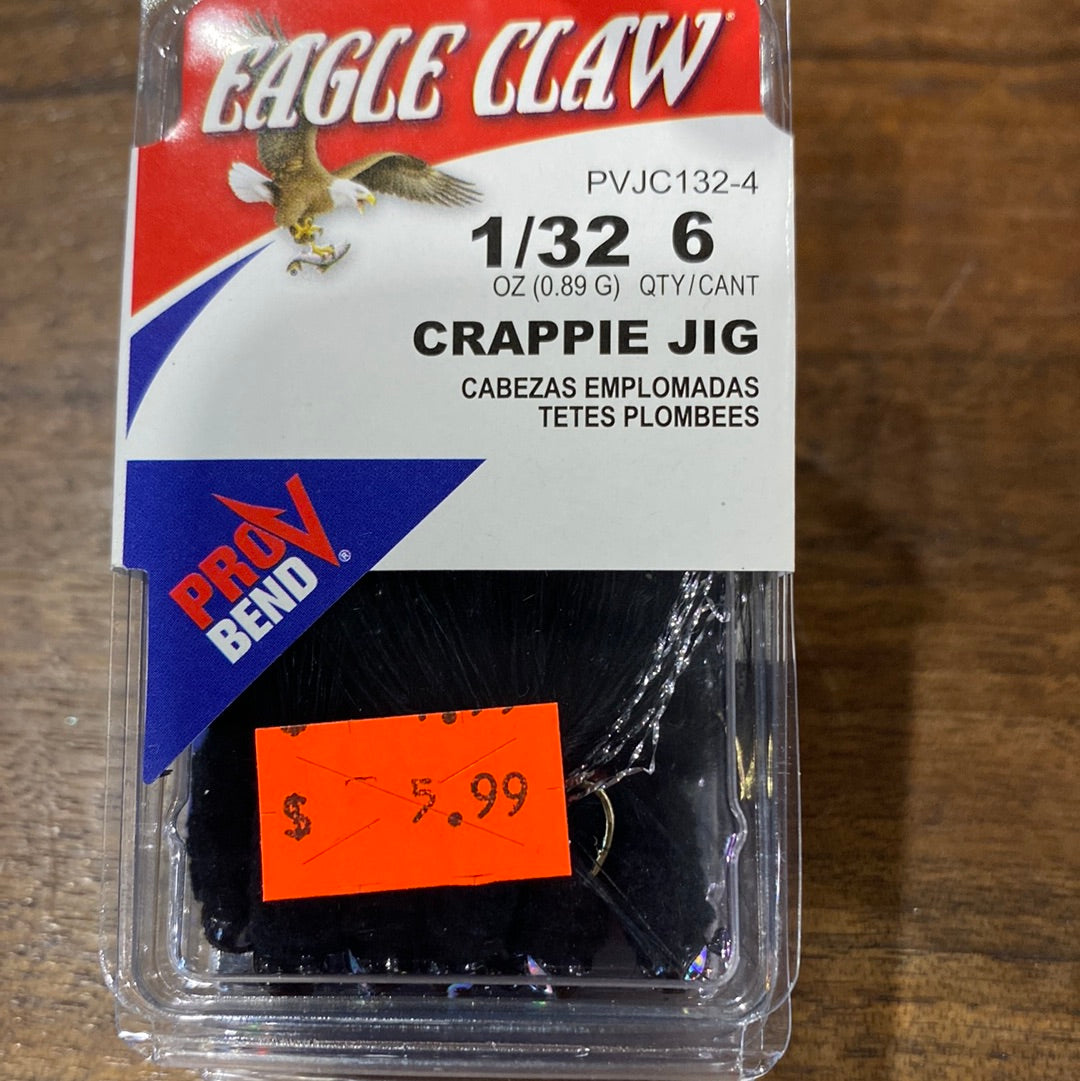 EAGLE CLAW®
PVJC132-4
1/32 6
OZ (0.89 G) QTY/CANT
CRAPPIE JIG
CABEZAS EMPLOMADAS
TETES PLOMBEES
PRO V
BEND®
$ 5.99